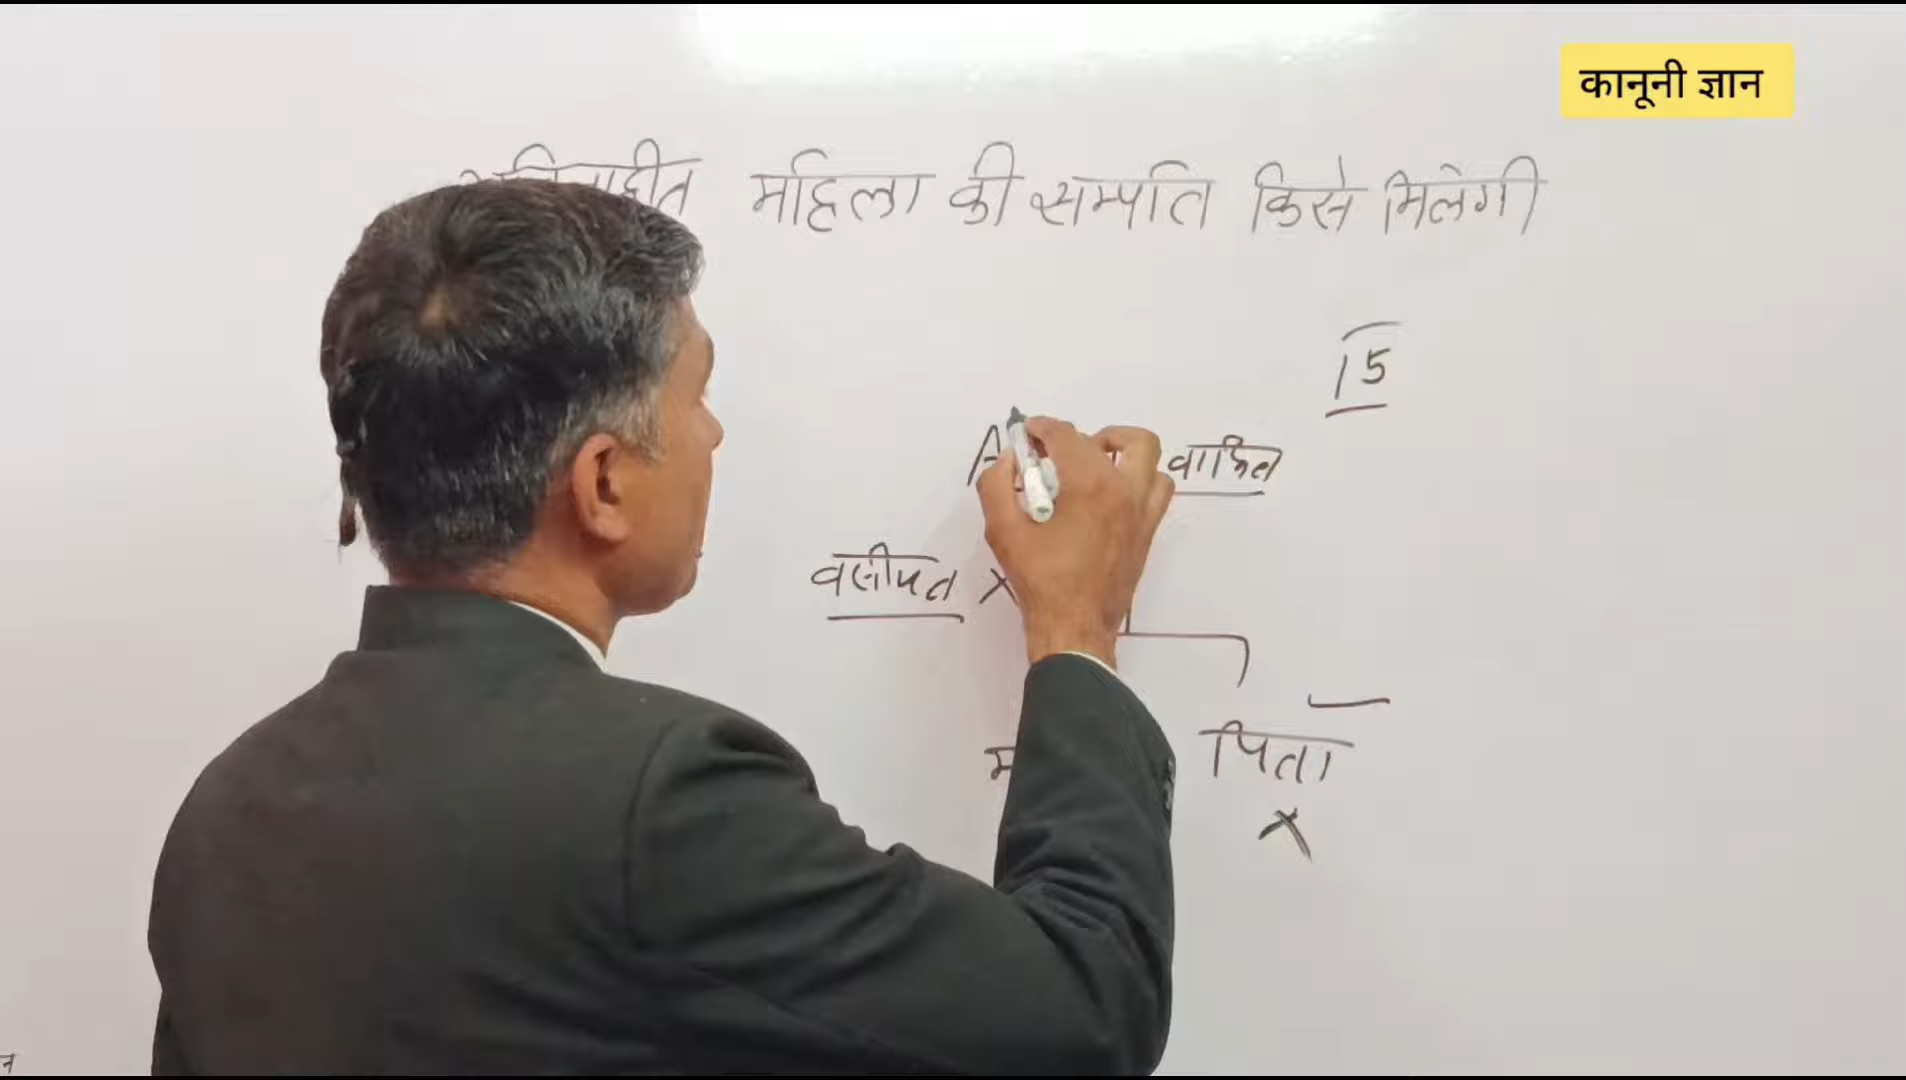 कानूनी ज्ञान
महिला की सम्पति किसे मिलेगी
15
A
वसीयत X
पिता
X